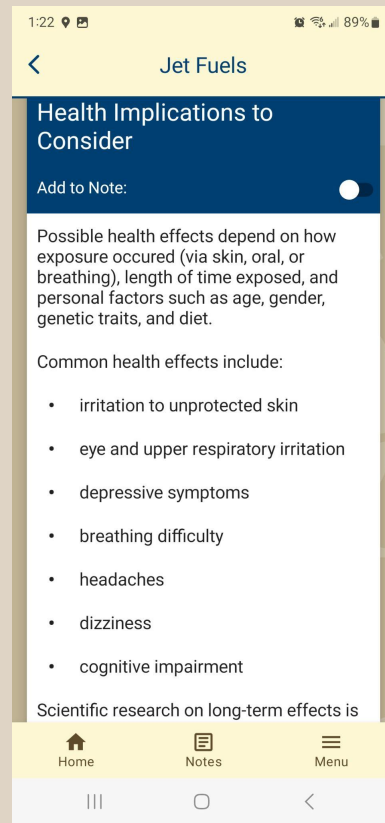 1:22 89%
Jet Fuels
Health Implications to
Consider
Add to Note:
Possible health effects depend on how
exposure occured (via skin, oral, or
breathing), length of time exposed, and
personal factors such as age, gender,
genetic traits, and diet.
Common health effects include:
• irritation to unprotected skin
• eye and upper respiratory irritation
• depressive symptoms
• breathing difficulty
• headaches
• dizziness
• cognitive impairment
Scientific research on long-term effects is
Home Notes Menu